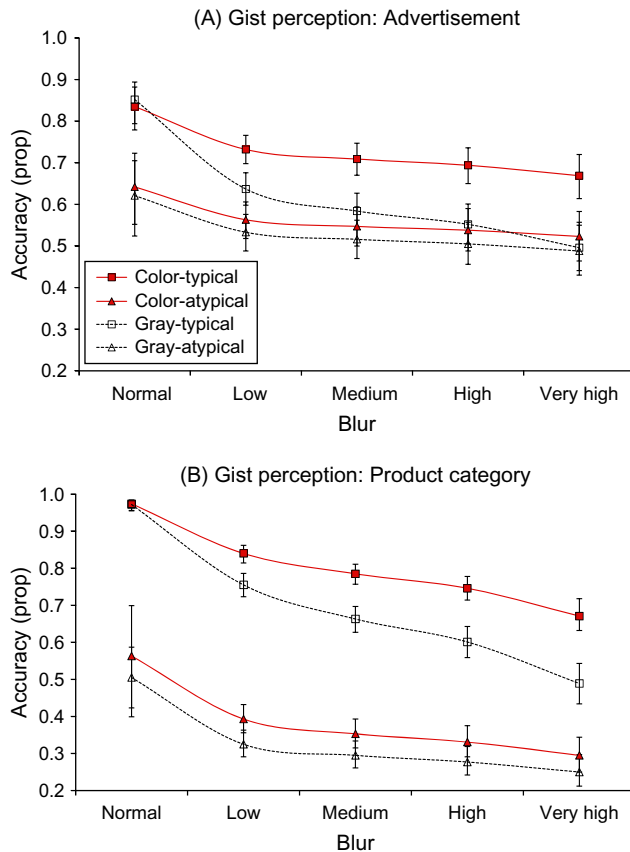 (A) Gist perception: Advertisement
1.0
0.9
0.8
0.7
0.6
0.5
0.4
0.3
0.2
Accuracy (prop)
Color-typical
Color-atypical
Gray-typical
Gray-atypical
Normal Low Medium High Very high
Blur
(B) Gist perception: Product category
1.0
0.9
0.8
0.7
0.6
0.5
0.4
0.3
0.2
Accuracy (prop)
Normal Low Medium High Very high
Blur